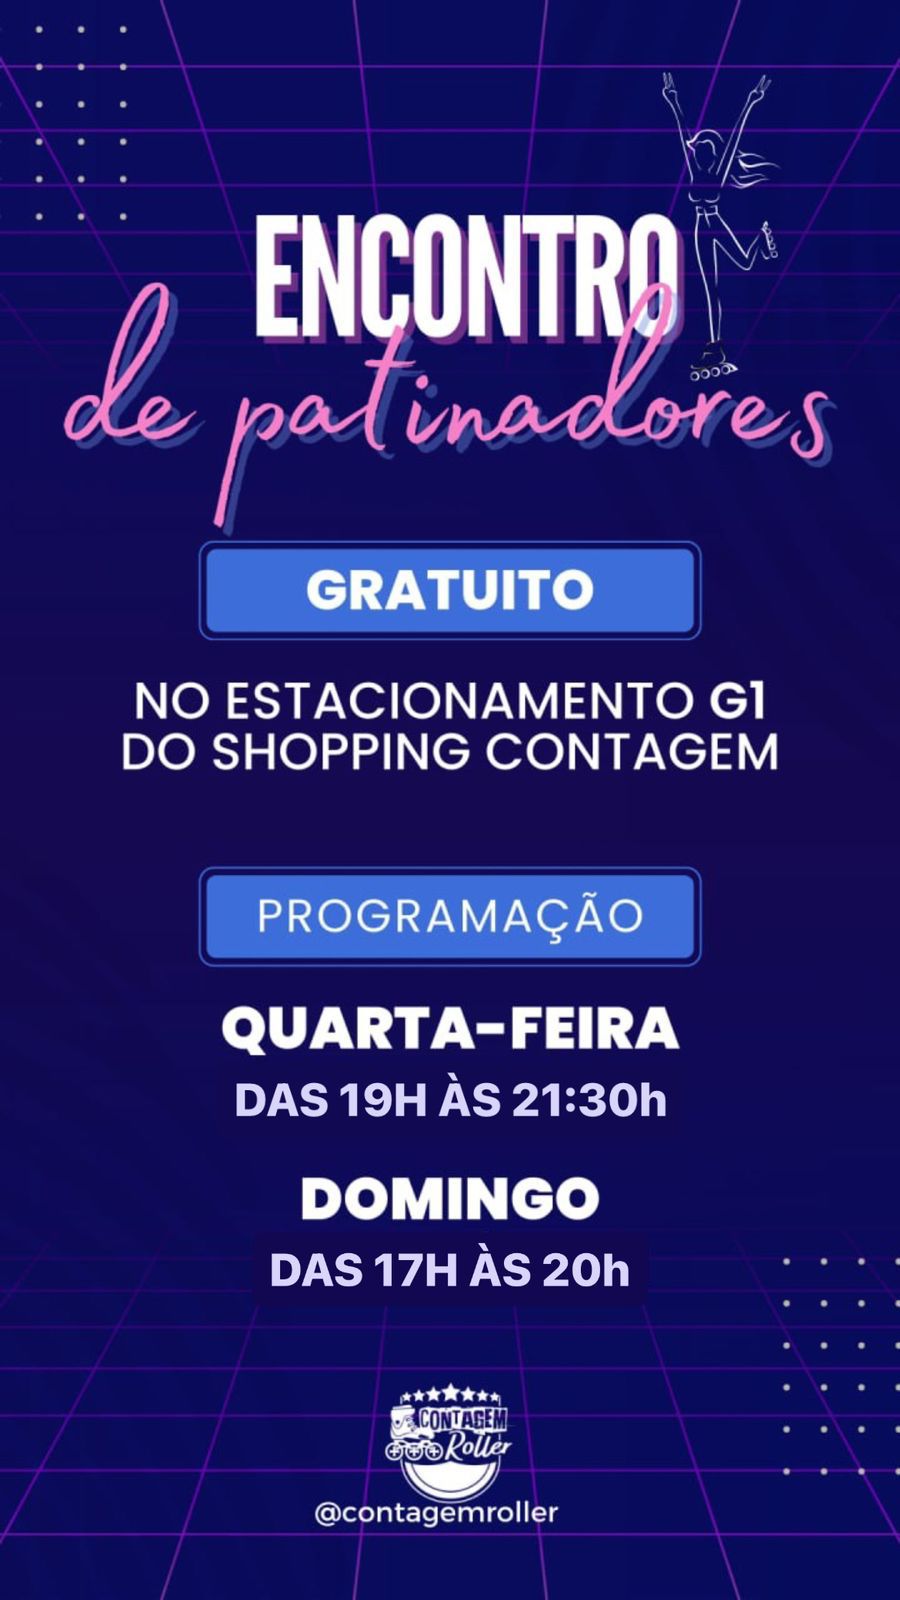 ENCONTRO
de patinadores
GRATUITO
NO ESTACIONAMENTO G1
DO SHOPPING CONTAGEM
PROGRAMAÇÃO
QUARTA-FEIRA
DAS 19H ÀS 21:30h
DOMINGO
DAS 17H ÀS 20h
CONTAGEM
Roller
@contagemroller